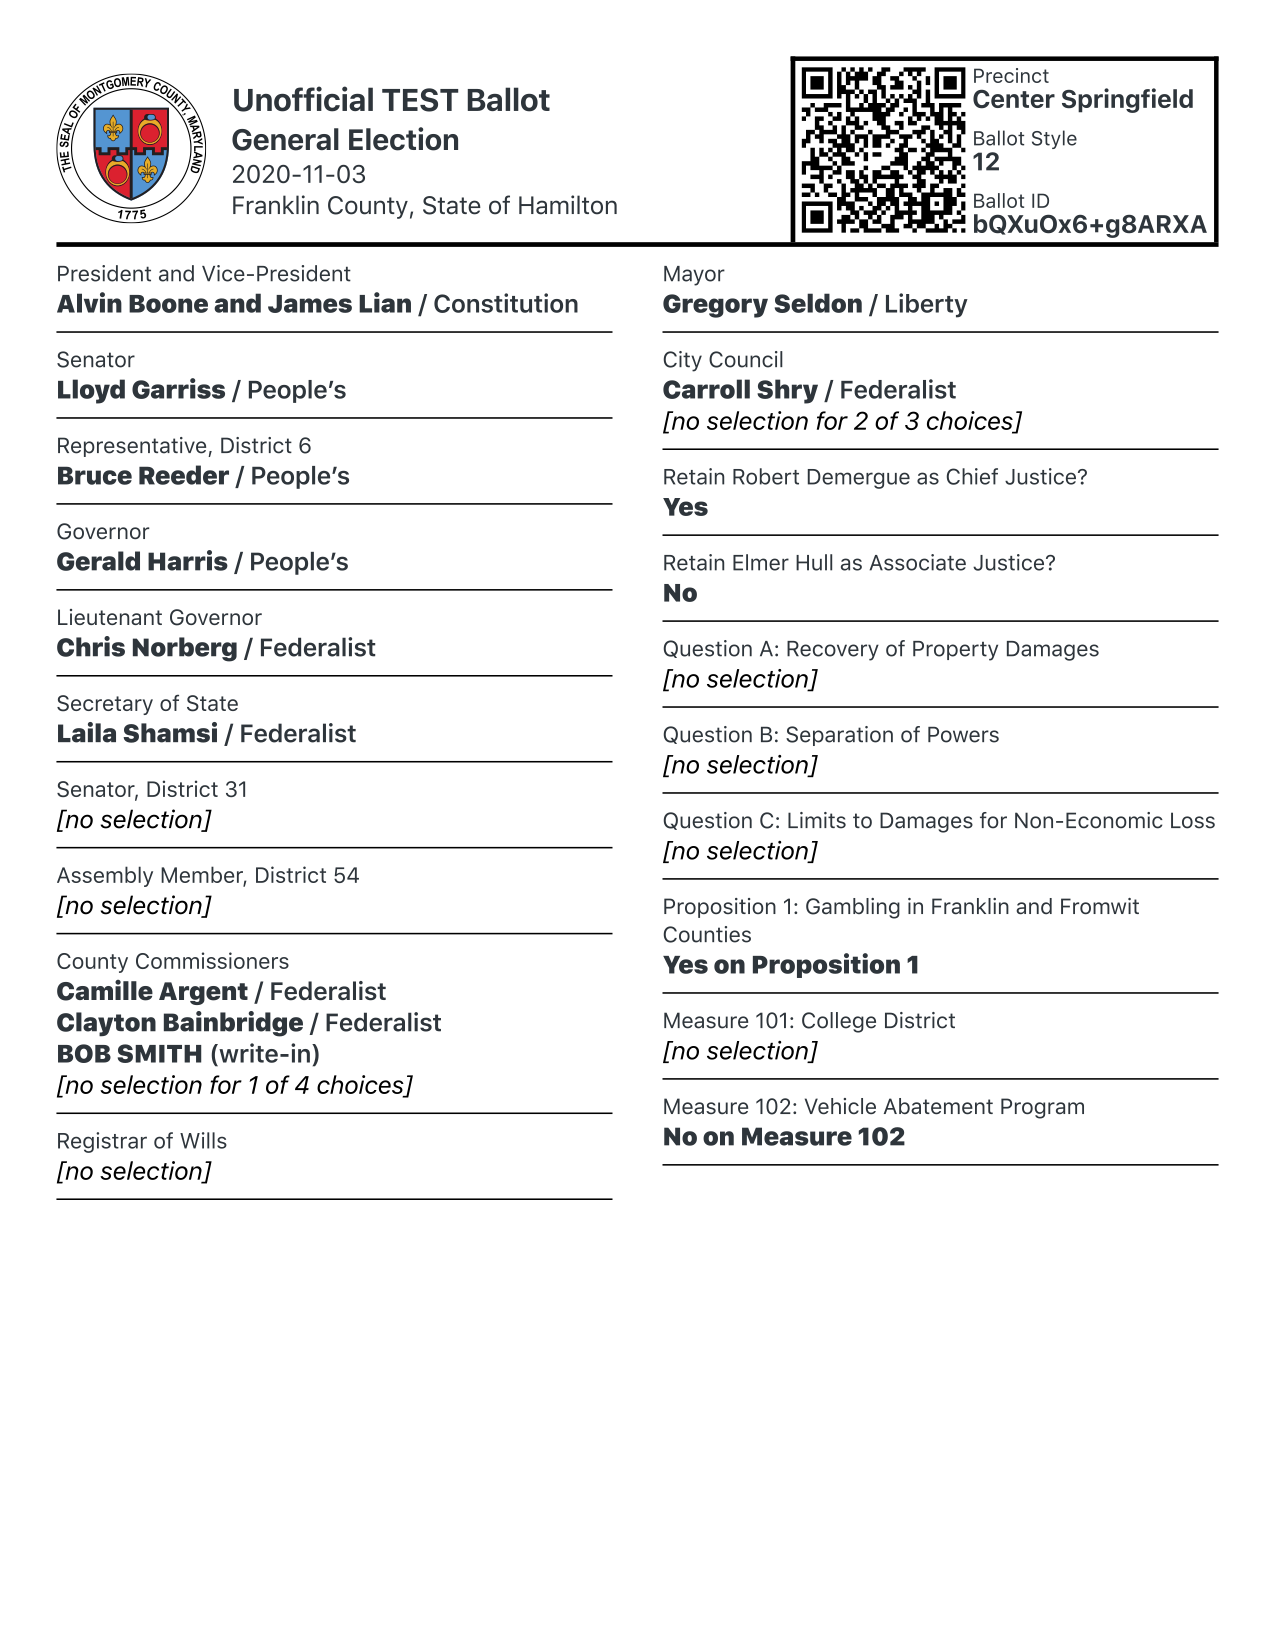 THE SEAL OF MONTGOMERY COUNTY, MARYLAND
1775
Unofficial TEST Ballot
General Election
2020-11-03
Franklin County, State of Hamilton
Precinct
Center Springfield
Ballot Style
12
Ballot ID
bQXuOx6+g8ARXA
President and Vice-President
Alvin Boone and James Lian / Constitution
Senator
Lloyd Garriss / People’s
Representative, District 6
Bruce Reeder / People’s
Governor
Gerald Harris / People’s
Lieutenant Governor
Chris Norberg / Federalist
Secretary of State
Laila Shamsi / Federalist
Senator, District 31
[no selection]
Assembly Member, District 54
[no selection]
County Commissioners
Camille Argent / Federalist
Clayton Bainbridge / Federalist
BOB SMITH (write-in)
[no selection for 1 of 4 choices]
Registrar of Wills
[no selection]
Mayor
Gregory Seldon / Liberty
City Council
Carroll Shry / Federalist
[no selection for 2 of 3 choices]
Retain Robert Demergue as Chief Justice?
Yes
Retain Elmer Hull as Associate Justice?
No
Question A: Recovery of Property Damages
[no selection]
Question B: Separation of Powers
[no selection]
Question C: Limits to Damages for Non-Economic Loss
[no selection]
Proposition 1: Gambling in Franklin and Fromwit
Counties
Yes on Proposition 1
Measure 101: College District
[no selection]
Measure 102: Vehicle Abatement Program
No on Measure 102